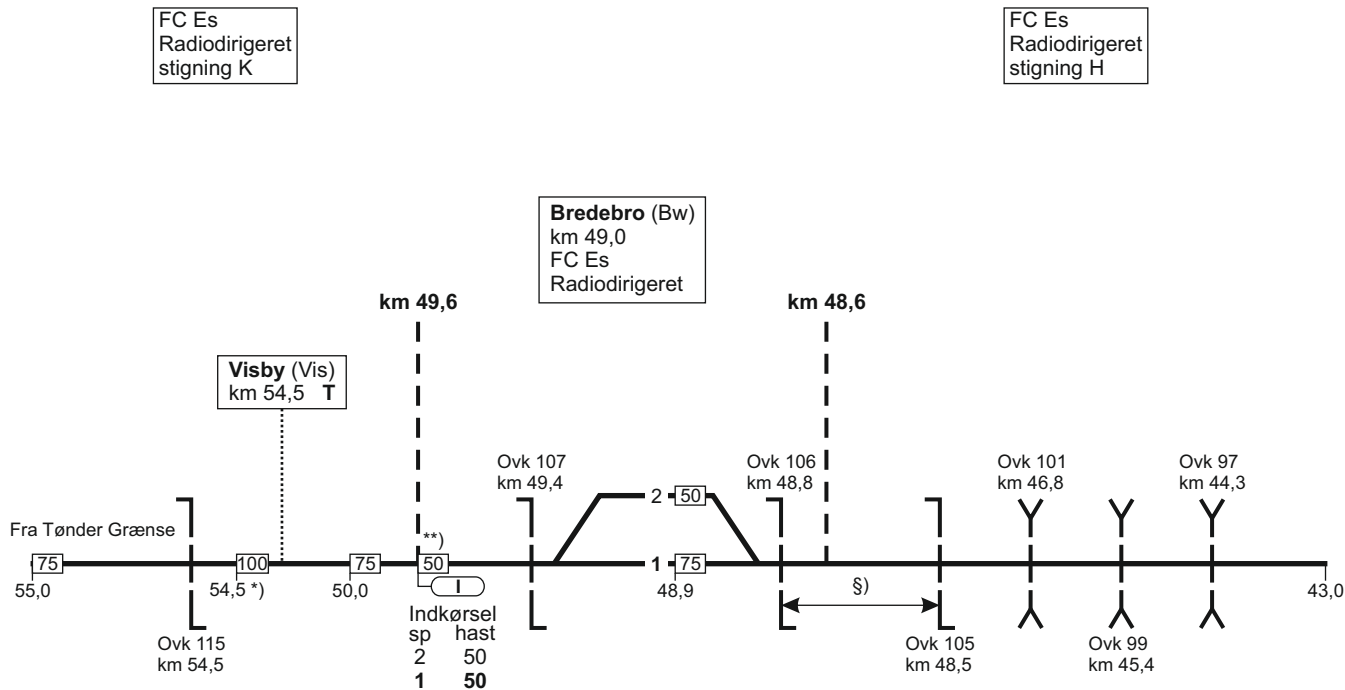 FC Es
Radiodirigeret
stigning K
FC Es
Radiodirigeret
stigning H
Bredebro (Bw)
km 49,0
FC Es
Radiodirigeret
km 49,6
km 48,6
Visby (Vis)
km 54,5 T
Ovk 107
km 49,4
Ovk 106
km 48,8
Ovk 101
km 46,8
Ovk 97
km 44,3
2 50
Fra Tønder Grænse
**)
75 100 75 50 1 75
I
55,0 54,5 *) 50,0 48,9 §) 43,0
Indkørsel
sp hast
2 50
1 50
Ovk 115
km 54,5
Ovk 105
km 48,5
Ovk 99
km 45,4